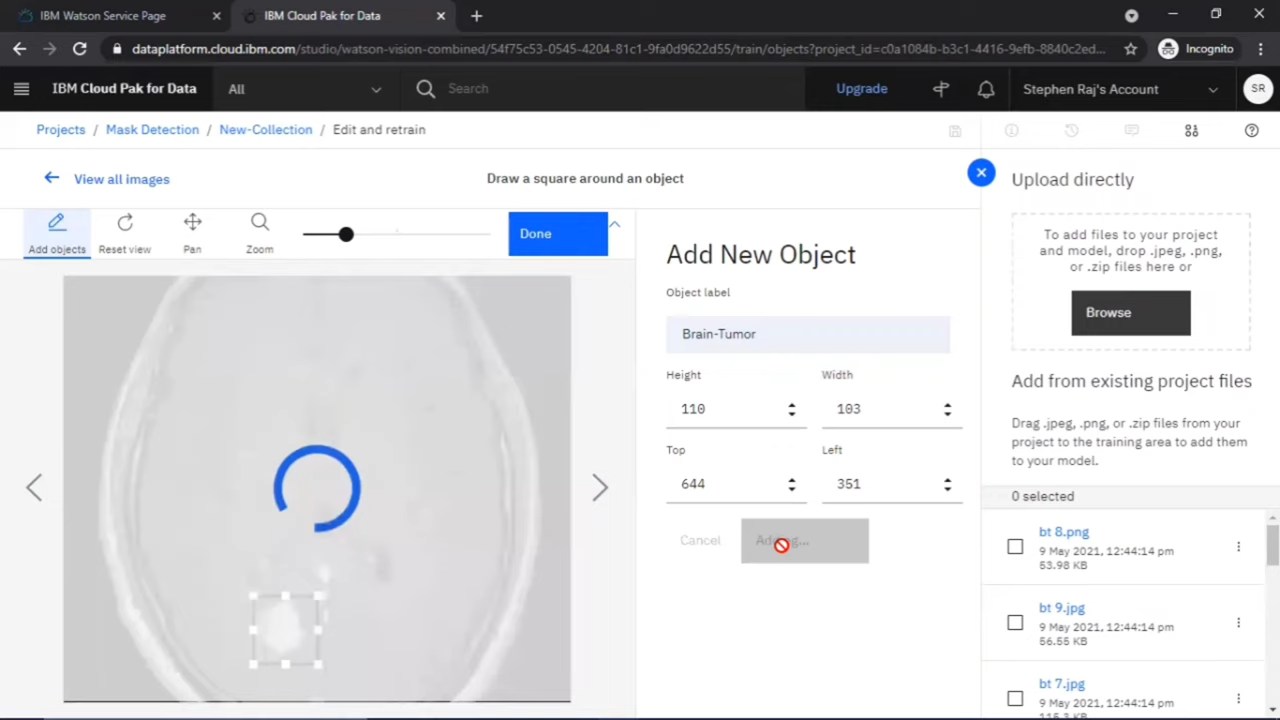 IBM Watson Service Page
IBM Cloud Pak for Data
dataplatform.cloud.ibm.com/studio/watson-vision-combined/54f75c53-0545-4204-81c1-9fa0d9622d55/train/objects?project_id=c0a1084b-b3c1-4416-9efb-8840c2ed...
Incognito
IBM Cloud Pak for Data
All
Search
Upgrade
Stephen Raj's Account
SR
Projects / Mask Detection / New-Collection / Edit and retrain
View all images
Draw a square around an object
Add objects
Reset view
Pan
Zoom
Done
Add New Object
Object label
Brain-Tumor
Height
Width
110
103
Top
Left
644
351
Cancel
Upload directly
To add files to your project
and model, drop .jpeg, .png,
or .zip files here or
Browse
Add from existing project files
Drag .jpeg, .png, or .zip files from your
project to the training area to add them
to your model.
0 selected
bt 8.png
9 May 2021, 12:44:14 pm
53.98 KB
bt 9.jpg
9 May 2021, 12:44:14 pm
56.55 KB
bt 7.jpg
9 May 2021, 12:44:14 pm
115.3 KB